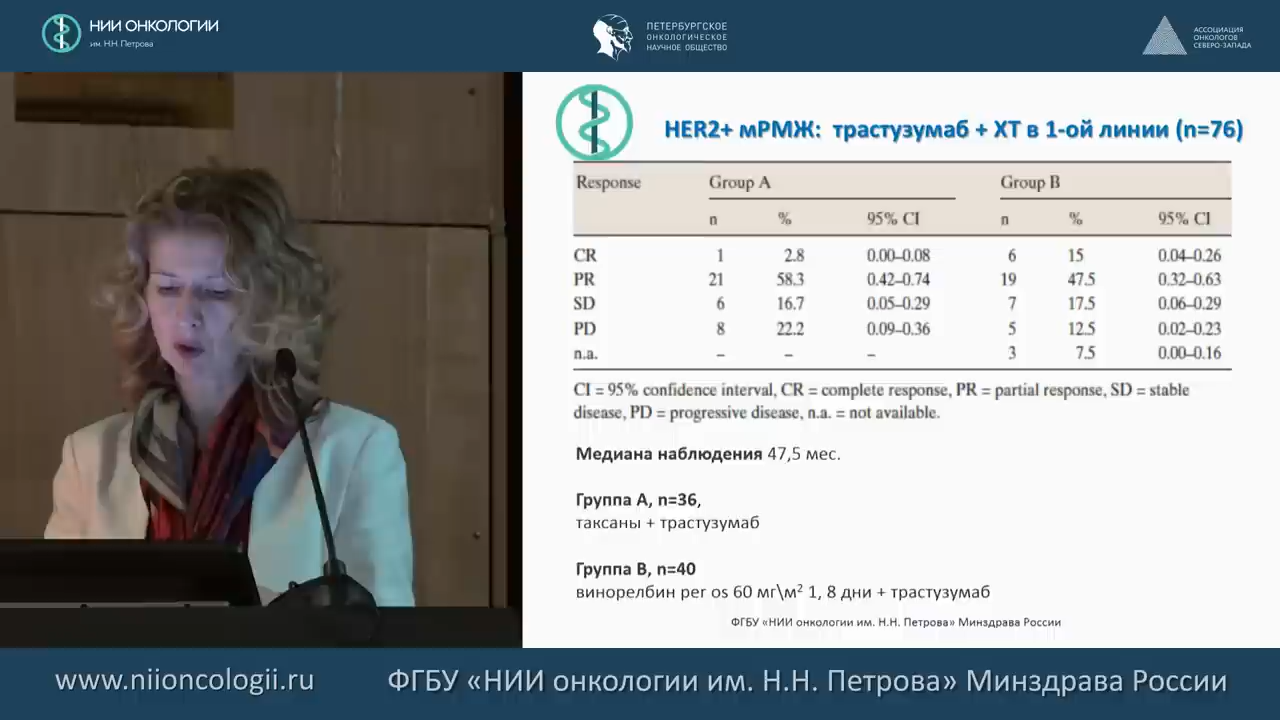 НИИ ОНКОЛОГИИ
им. Н.Н. Петрова
ПЕТЕРБУРГСКОЕ
ОНКОЛОГИЧЕСКОЕ
НАУЧНОЕ ОБЩЕСТВО
АССОЦИАЦИЯ
ОНКОЛОГОВ
СЕВЕРО-ЗАПАДА
HER2+ мРМЖ: трастузумаб + ХТ в 1-ой линии (n=76)
Response Group A Group B
n % 95% CI n % 95% CI
CR 1 2.8 0.00–0.08 6 15 0.04–0.26
PR 21 58.3 0.42–0.74 19 47.5 0.32–0.63
SD 6 16.7 0.05–0.29 7 17.5 0.06–0.29
PD 8 22.2 0.09–0.36 5 12.5 0.02–0.23
n.a. – – – 3 7.5 0.00–0.16
CI = 95% confidence interval, CR = complete response, PR = partial response, SD = stable
disease, PD = progressive disease, n.a. = not available.
Медиана наблюдения 47,5 мес.
Группа А, n=36,
таксаны + трастузумаб
Группа В, n=40
винорелбин per os 60 мг\м² 1, 8 дни + трастузумаб
ФГБУ «НИИ онкологии им. Н.Н. Петрова» Минздрава России
www.niioncologii.ru ФГБУ «НИИ онкологии им. Н.Н. Петрова» Минздрава России